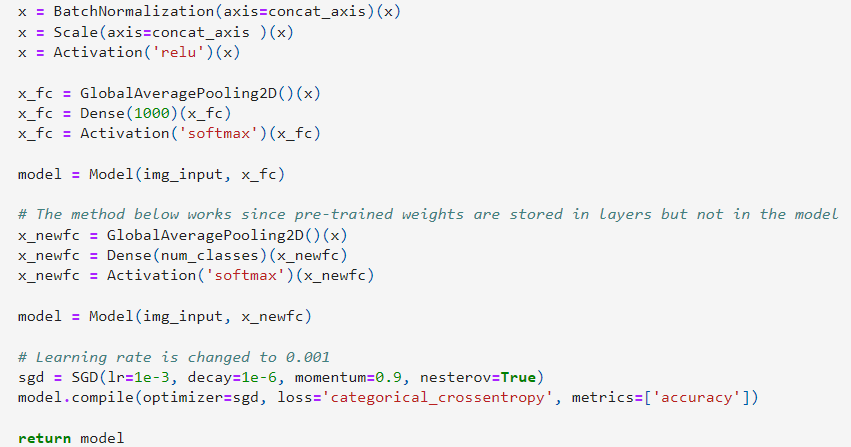 x = BatchNormalization(axis=concat_axis)(x)
x = Scale(axis=concat_axis )(x)
x = Activation('relu')(x)
x_fc = GlobalAveragePooling2D()(x)
x_fc = Dense(1000)(x_fc)
x_fc = Activation('softmax')(x_fc)
model = Model(img_input, x_fc)
# The method below works since pre-trained weights are stored in layers but not in the model
x_newfc = GlobalAveragePooling2D()(x)
x_newfc = Dense(num_classes)(x_newfc)
x_newfc = Activation('softmax')(x_newfc)
model = Model(img_input, x_newfc)
# Learning rate is changed to 0.001
sgd = SGD(lr=1e-3, decay=1e-6, momentum=0.9, nesterov=True)
model.compile(optimizer=sgd, loss='categorical_crossentropy', metrics=['accuracy'])
return model